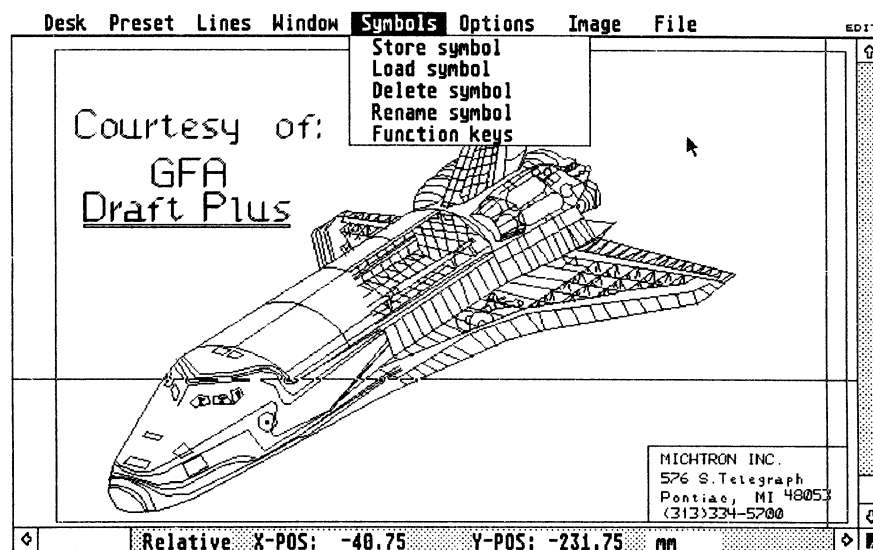 Desk Preset Lines Window Symbols Options Image File
EDIT
Store symbol
Load symbol
Delete symbol
Rename symbol
Function keys
Courtesy of:
GFA
Draft Plus
MICHTRON INC.
576 S.Telegraph
Pontiac, MI 48053
(313)334-5700
Relative X-POS: -40.75 Y-POS: -231.75 mm